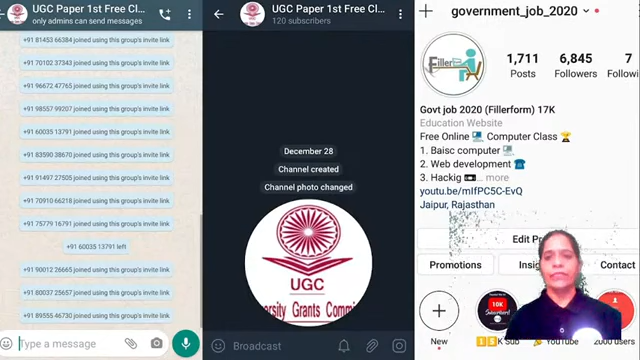 UGC Paper 1st Free Cl...
only admins can send messages
+91 81453 66384 joined using this group's invite link
+91 70102 37343 joined using this group's invite link
+91 96672 47765 joined using this group's invite link
+91 98557 99207 joined using this group's invite link
+91 60035 13791 joined using this group's invite link
+91 83590 38670 joined using this group's invite link
+91 91497 27505 joined using this group's invite link
+91 70910 66218 joined using this group's invite link
+91 75779 16791 joined using this group's invite link
+91 60035 13791 left
+91 90012 26665 joined using this group's invite link
+91 80037 25657 joined using this group's invite link
+91 89555 46730 joined using this group's invite link
Type a message
UGC Paper 1st Free Cl...
120 subscribers
December 28
Channel created
Channel photo changed
UGC
ersity Grants Comm
Broadcast
government_job_2020
Filler
1,711
6,845
7
Posts
Followers
Followi
Govt job 2020 (Fillerform) 17K
Education Website
Free Online Computer Class
1. Baisc computer
2. Web development
3. Hackig ... more
youtu.be/mIfPC5C-EvQ
Jaipur, Rajasthan
Edit Pr
Promotions
Insig
Contact
10K
Subscribers!
New
K Sub
YouTube
2000 users